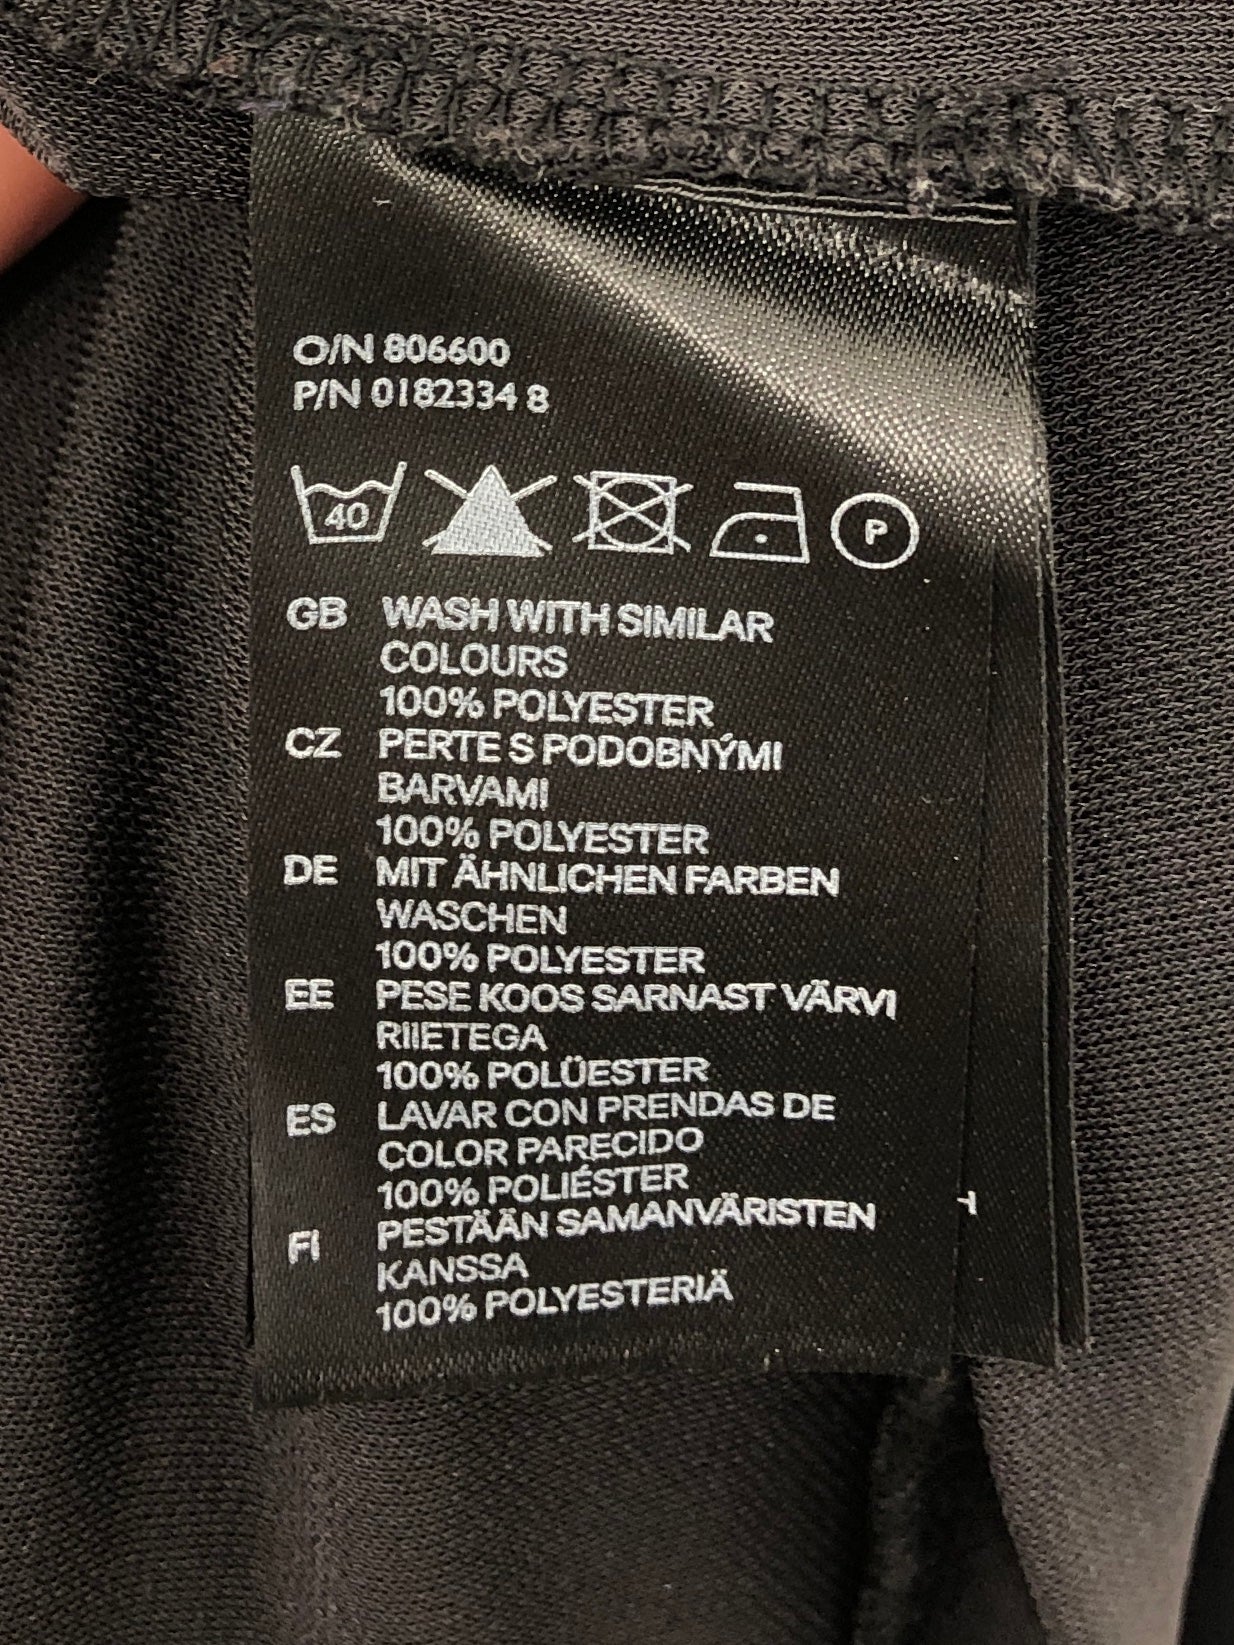 O/N 806600
P/N 0182334 8
40
P
GB WASH WITH SIMILAR
COLOURS
100% POLYESTER
CZ PERTE S PODOBNÝMI
BARVAMI
100% POLYESTER
DE MIT ÄHNLICHEN FARBEN
WASCHEN
100% POLYESTER
EE PESE KOOS SARNAST VÄRVI
RIIETEGA
100% POLÜESTER
ES LAVAR CON PRENDAS DE
COLOR PARECIDO
100% POLIÉSTER
FI PESTÄÄN SAMANVÄRISTEN
KANSSA
100% POLYESTERIÄ